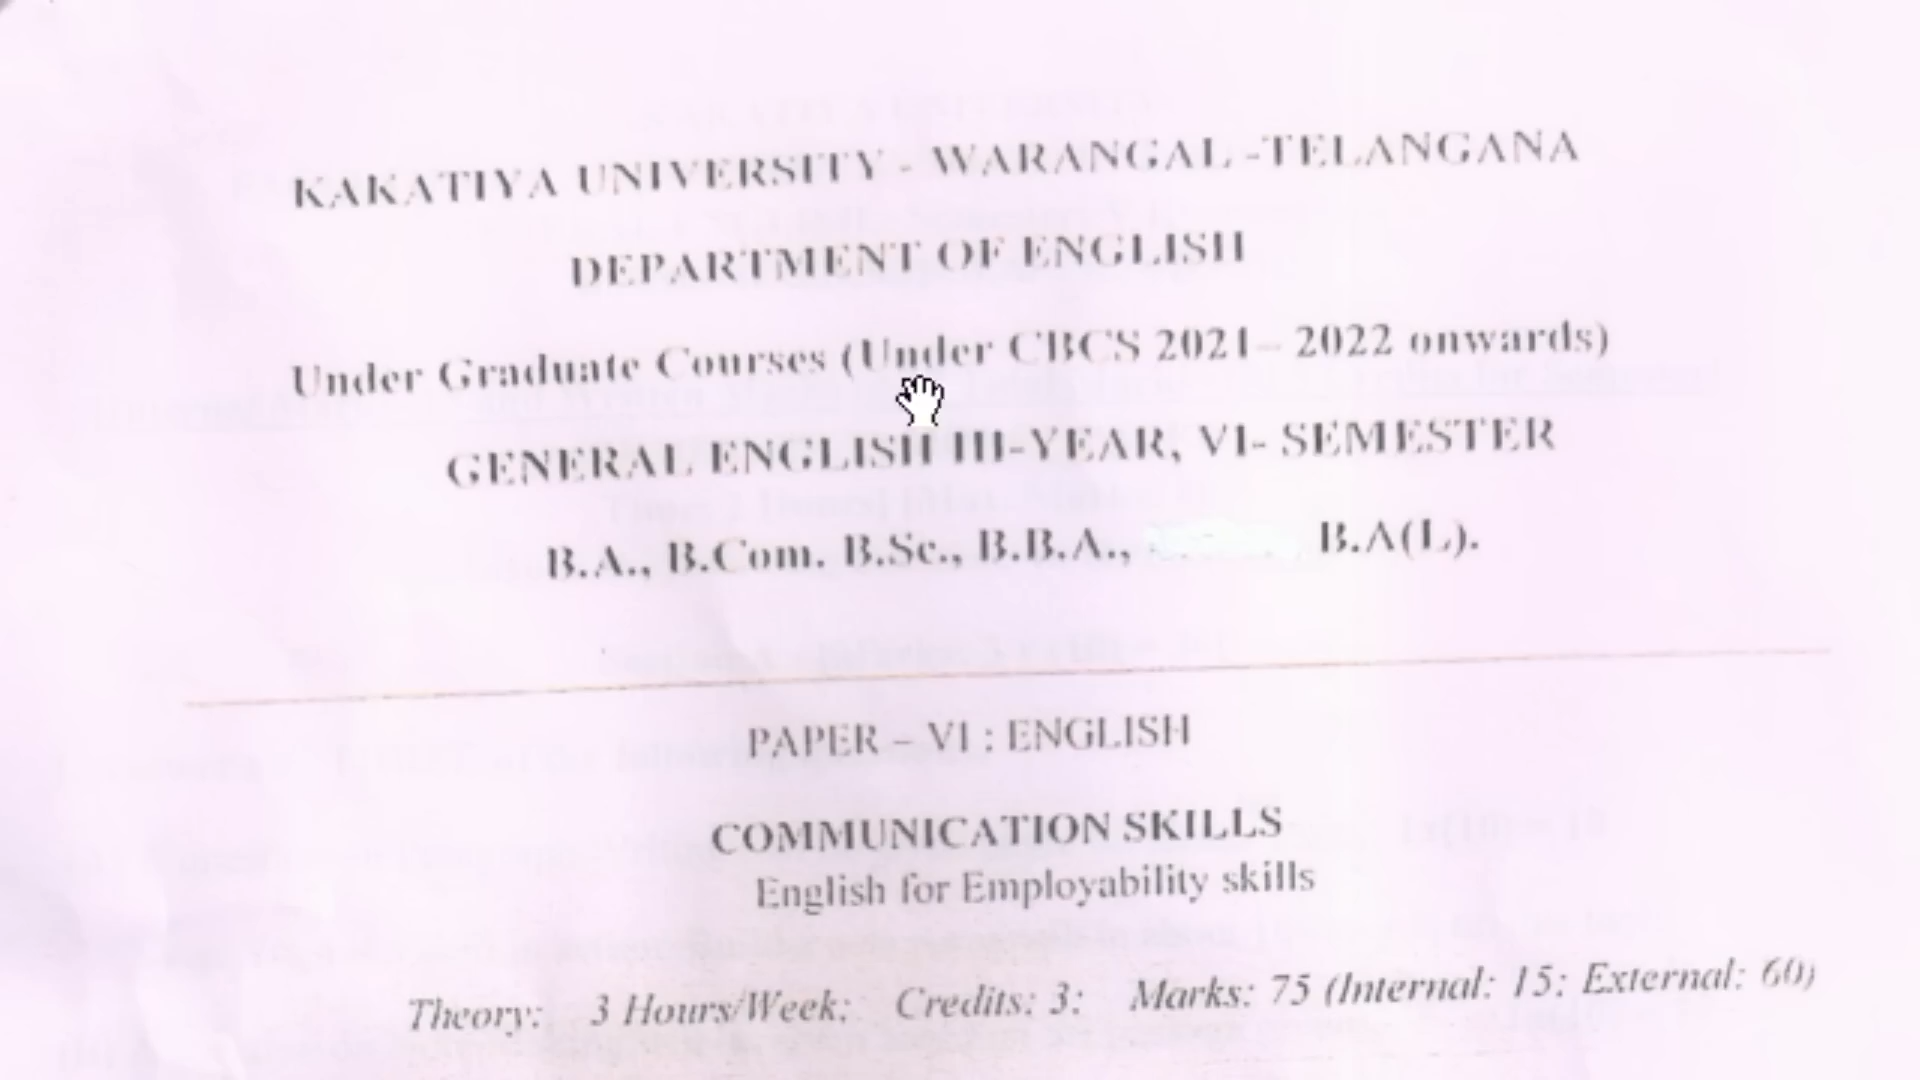 KAKATIYA UNIVERSITY - WARANGAL -TELANGANA
DEPARTMENT OF ENGLISH
Under Graduate Courses (Under CBCS 2021– 2022 onwards)
GENERAL ENGLISH III-YEAR, VI- SEMESTER
B.A., B.Com. B.Sc., B.B.A., B.A(L).
PAPER – VI : ENGLISH
COMMUNICATION SKILLS
English for Employability skills
Theory: 3 Hours/Week; Credits: 3; Marks: 75 (Internal: 15; External: 60)